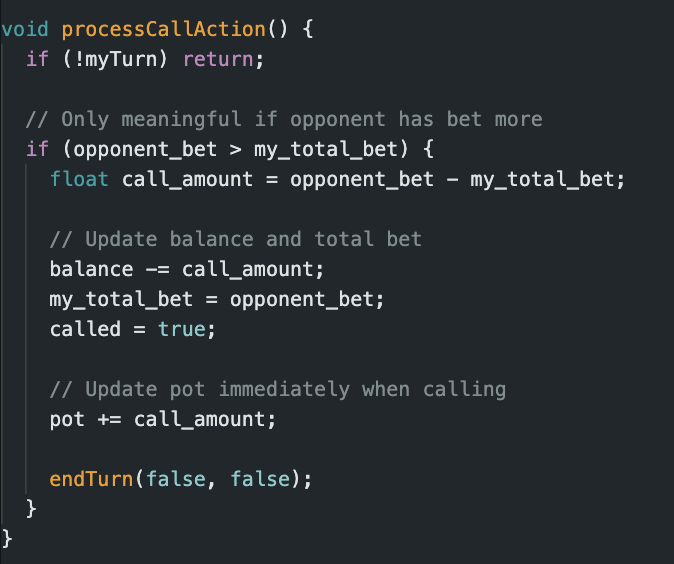 void processCallAction() {
  if (!myTurn) return;

  // Only meaningful if opponent has bet more
  if (opponent_bet > my_total_bet) {
    float call_amount = opponent_bet - my_total_bet;

    // Update balance and total bet
    balance -= call_amount;
    my_total_bet = opponent_bet;
    called = true;

    // Update pot immediately when calling
    pot += call_amount;

    endTurn(false, false);
  }
}